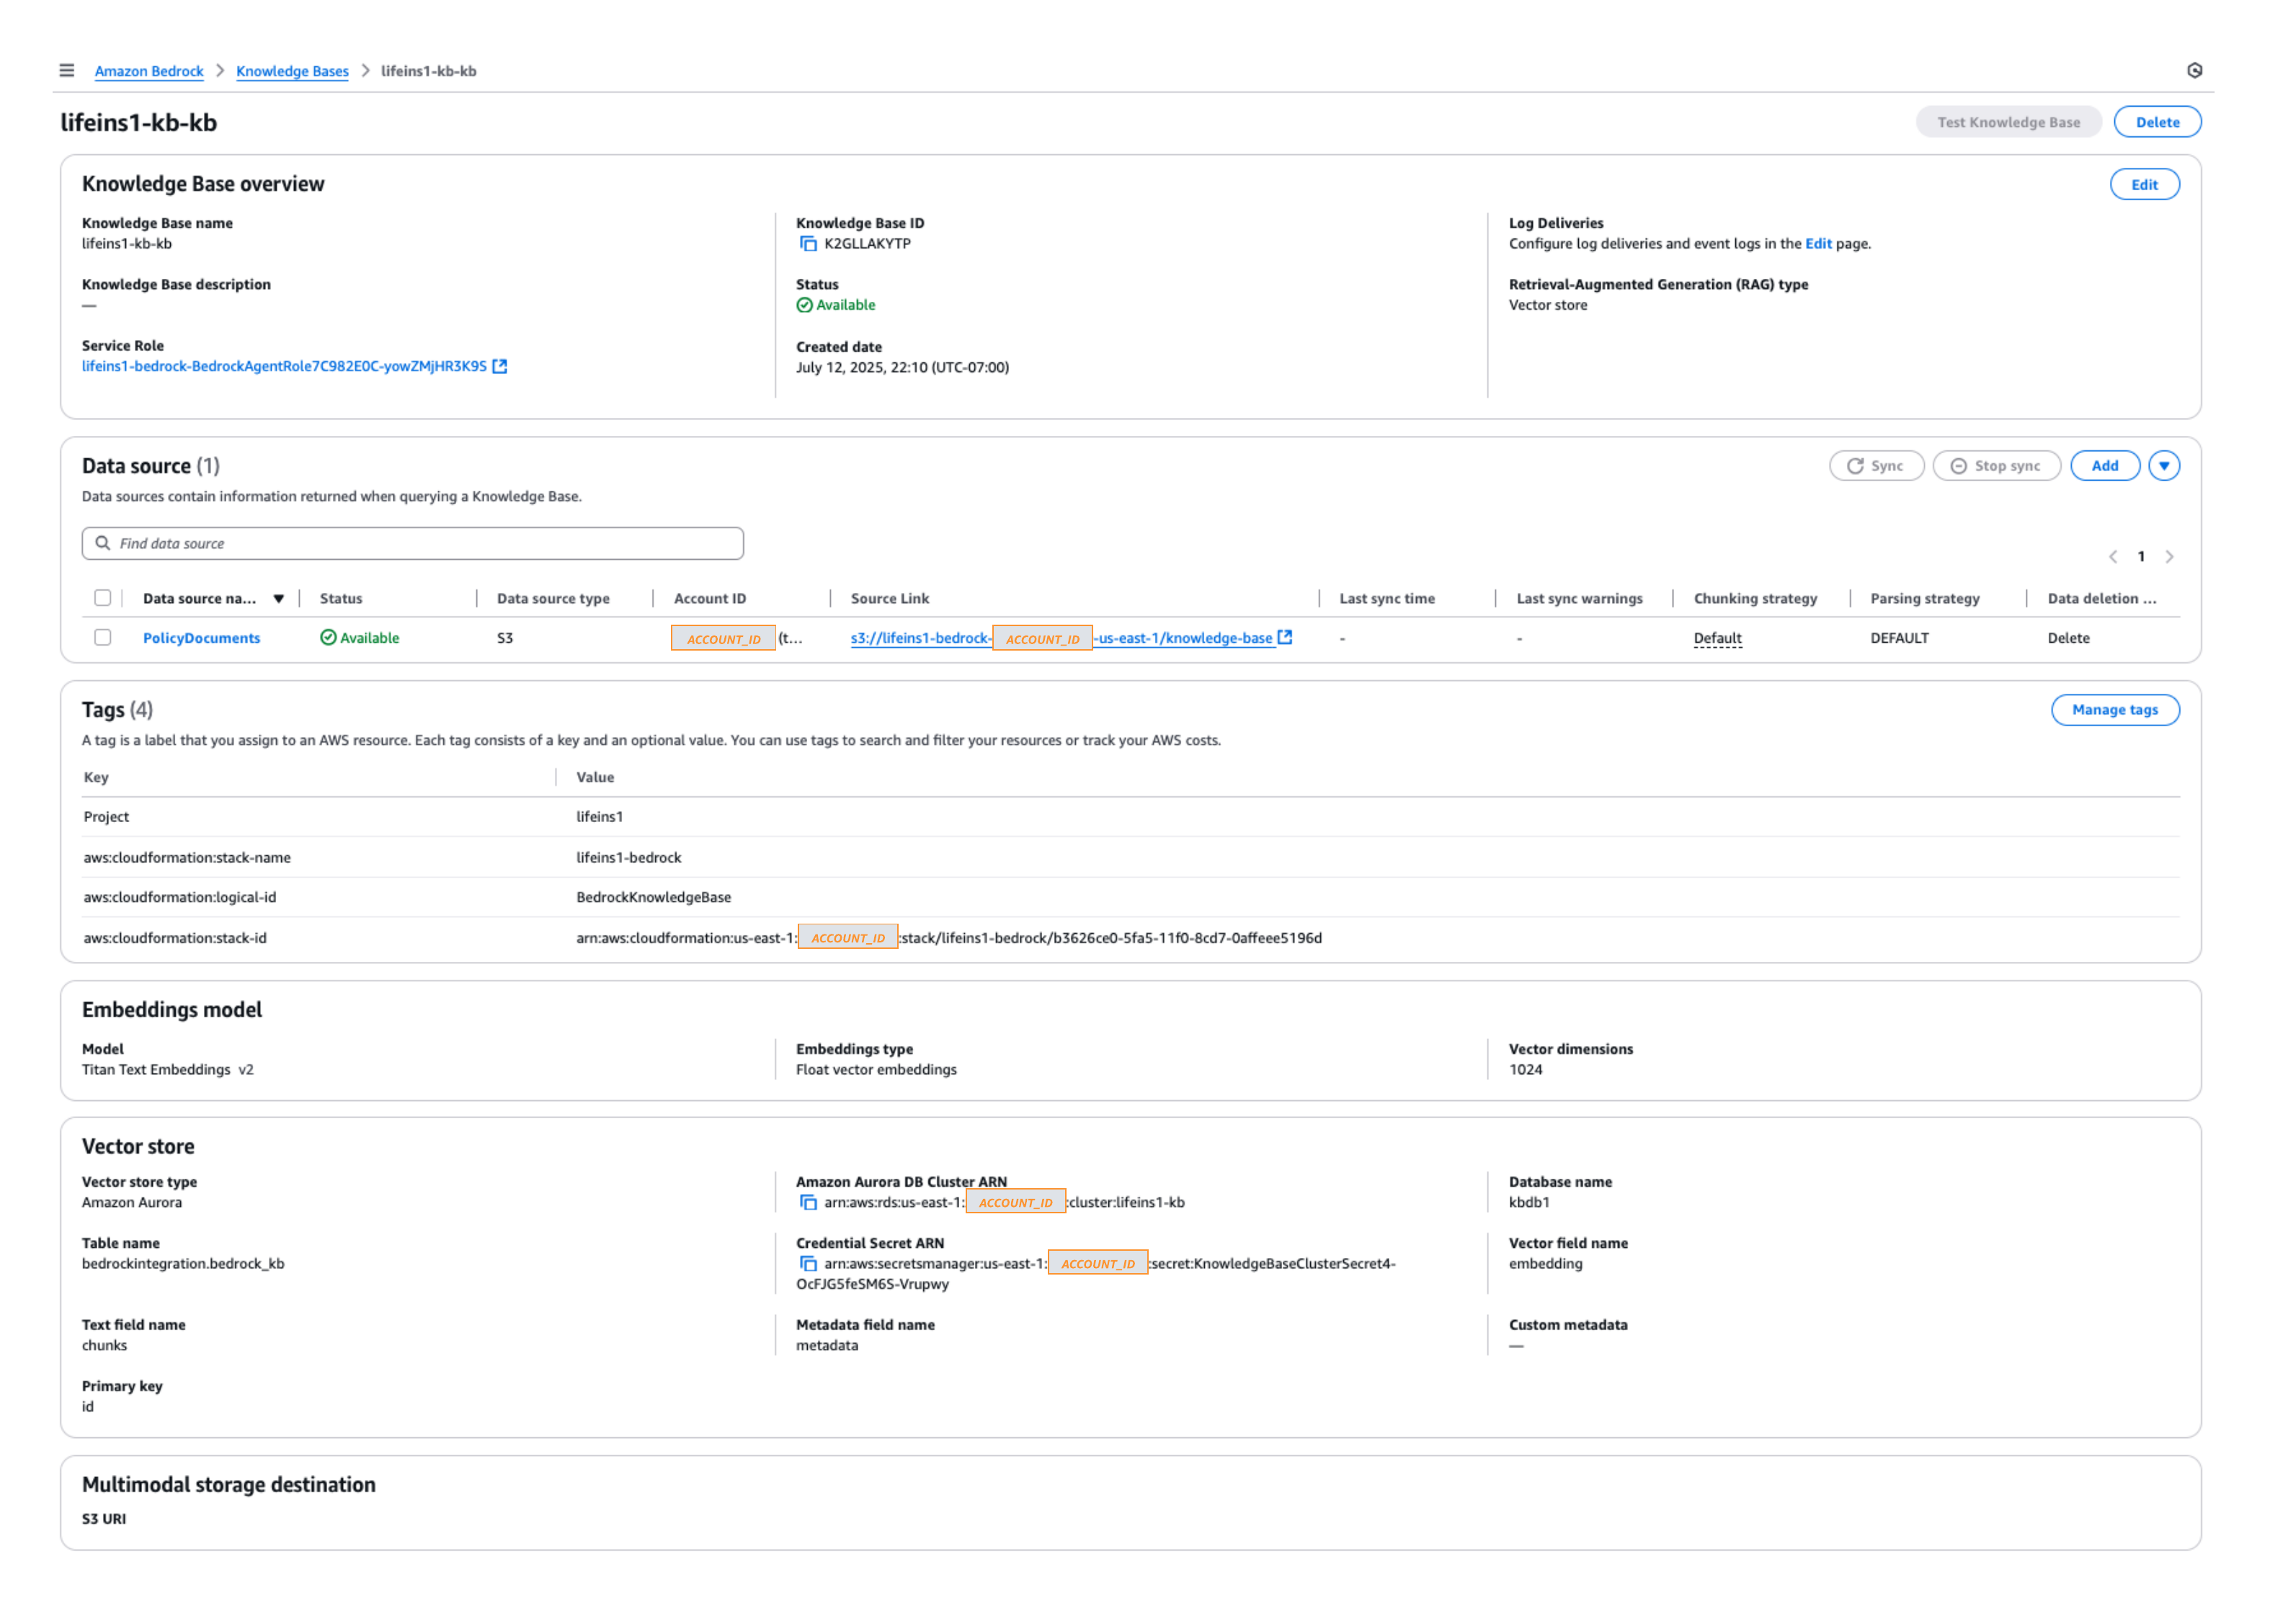 Amazon Bedrock > Knowledge Bases > lifeins1-kb-kb
lifeins1-kb-kb
Test Knowledge Base
Delete
Knowledge Base overview
Edit
Knowledge Base name
lifeins1-kb-kb
Knowledge Base description
—
Service Role
lifeins1-bedrock-BedrockAgentRole7C982E0C-yowZMjHR3K9S
Knowledge Base ID
K2GLLAKYTP
Status
Available
Created date
July 12, 2025, 22:10 (UTC-07:00)
Log Deliveries
Configure log deliveries and event logs in the Edit page.
Retrieval-Augmented Generation (RAG) type
Vector store
Data source (1)
Sync
Stop sync
Add
Data sources contain information returned when querying a Knowledge Base.
Find data source
< 1 >
Data source na... Status Data source type Account ID Source Link Last sync time Last sync warnings Chunking strategy Parsing strategy Data deletion ...
PolicyDocuments Available S3 ACCOUNT_ID (t... s3://lifeins1-bedrock-ACCOUNT_ID-us-east-1/knowledge-base - - Default DEFAULT Delete
Tags (4)
Manage tags
A tag is a label that you assign to an AWS resource. Each tag consists of a key and an optional value. You can use tags to search and filter your resources or track your AWS costs.
Key Value
Project lifeins1
aws:cloudformation:stack-name lifeins1-bedrock
aws:cloudformation:logical-id BedrockKnowledgeBase
aws:cloudformation:stack-id arn:aws:cloudformation:us-east-1:ACCOUNT_ID:stack/lifeins1-bedrock/b3626ce0-5fa5-11f0-8cd7-0affeee5196d
Embeddings model
Model
Titan Text Embeddings v2
Embeddings type
Float vector embeddings
Vector dimensions
1024
Vector store
Vector store type
Amazon Aurora
Amazon Aurora DB Cluster ARN
arn:aws:rds:us-east-1:ACCOUNT_ID:cluster:lifeins1-kb
Database name
kbdb1
Table name
bedrockintegration.bedrock_kb
Credential Secret ARN
arn:aws:secretsmanager:us-east-1:ACCOUNT_ID:secret:KnowledgeBaseClusterSecret4-
OcFJG5feSM6S-Vrupwy
Vector field name
embedding
Text field name
chunks
Metadata field name
metadata
Custom metadata
—
Primary key
id
Multimodal storage destination
S3 URI